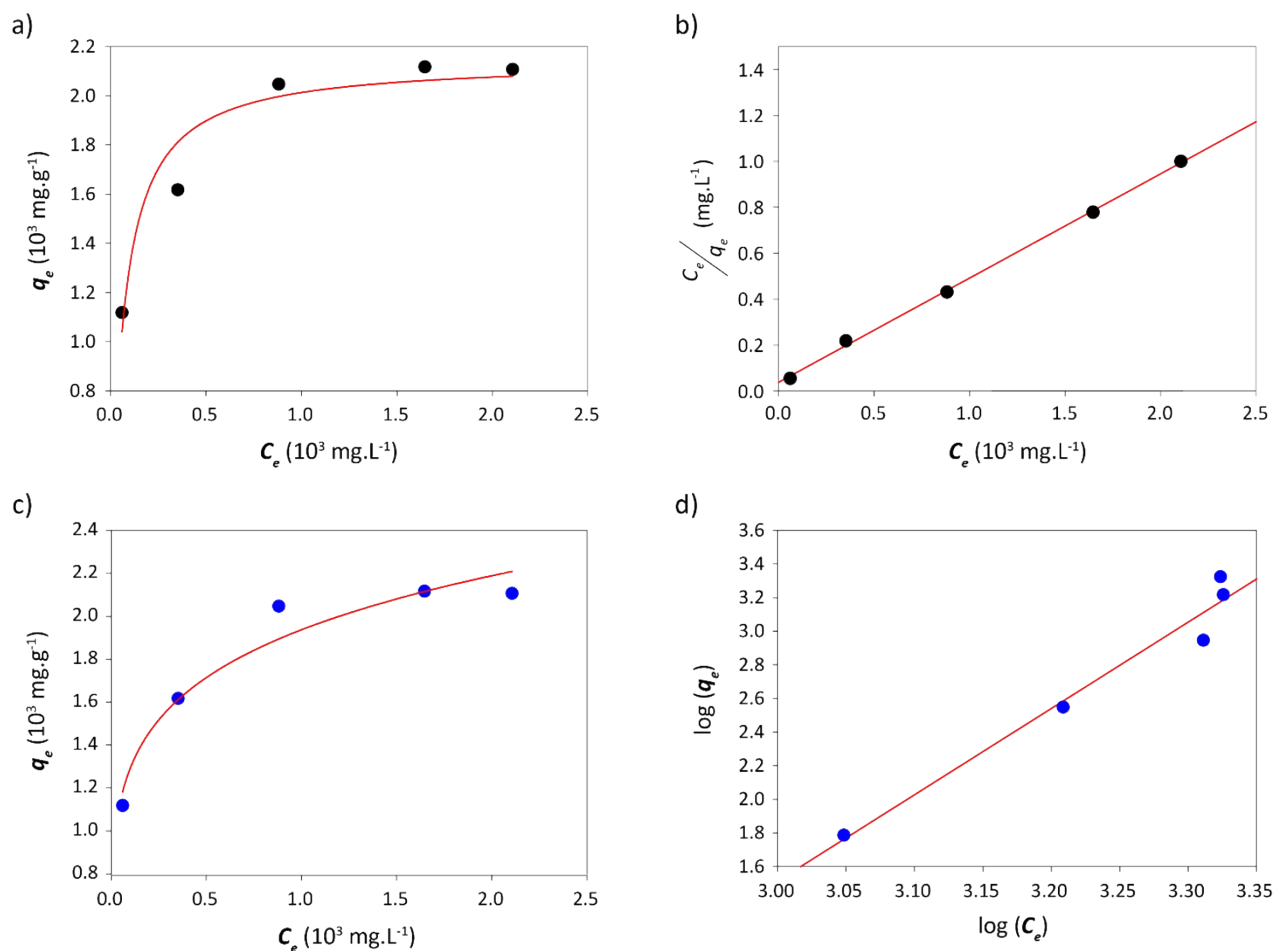 a)
2.2
2.0
1.8
1.6
1.4
1.2
1.0
0.8
qₑ (10³ mg.g⁻¹)
0.0 0.5 1.0 1.5 2.0 2.5
Cₑ (10³ mg.L⁻¹)
b)
1.4
1.2
1.0
0.8
0.6
0.4
0.2
0.0
Cₑ/qₑ (mg.L⁻¹)
0.0 0.5 1.0 1.5 2.0 2.5
Cₑ (10³ mg.L⁻¹)
c)
2.4
2.2
2.0
1.8
1.6
1.4
1.2
1.0
0.8
qₑ (10³ mg.g⁻¹)
0.0 0.5 1.0 1.5 2.0 2.5
Cₑ (10³ mg.L⁻¹)
d)
3.6
3.4
3.2
3.0
2.8
2.6
2.4
2.2
2.0
1.8
1.6
log (qₑ)
3.00 3.05 3.10 3.15 3.20 3.25 3.30 3.35
log (Cₑ)